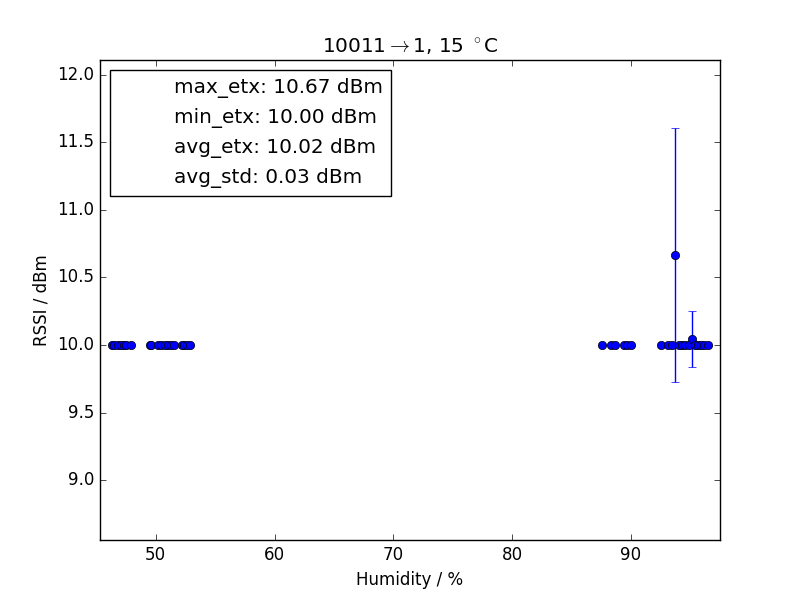 10011→1, 15 °C
max_etx: 10.67 dBm
min_etx: 10.00 dBm
avg_etx: 10.02 dBm
avg_std: 0.03 dBm
12.0
11.5
11.0
10.5
10.0
9.5
9.0
RSSI / dBm
50 60 70 80 90
Humidity / %